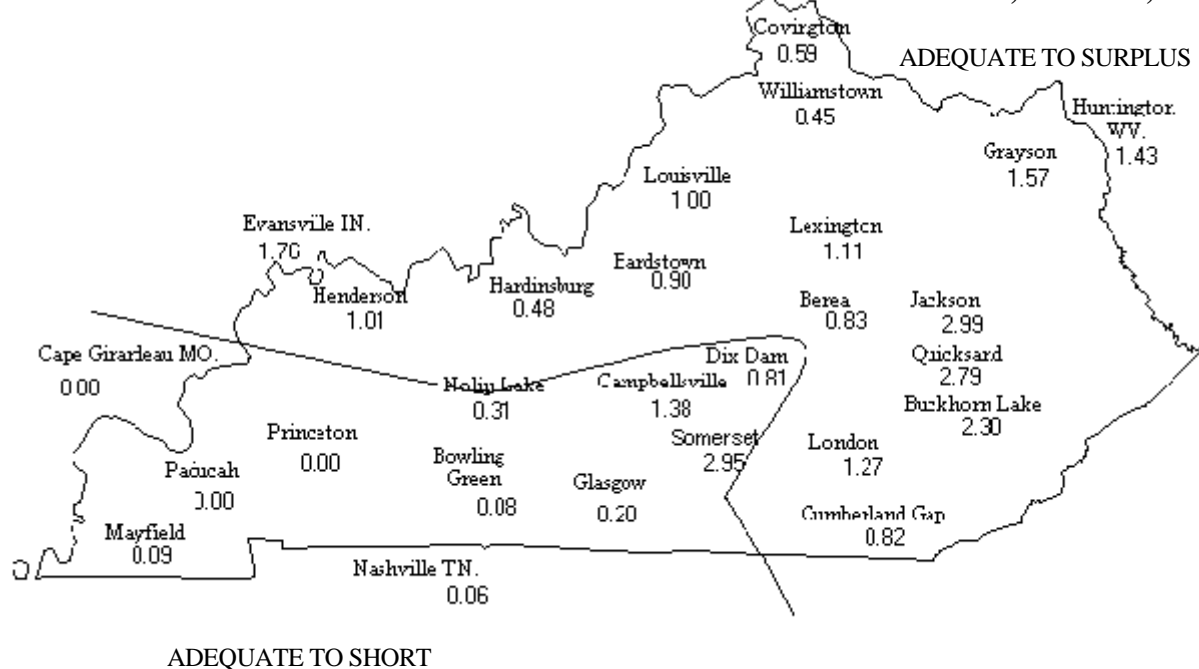 Covington
0.59
ADEQUATE TO SURPLUS
Williamstown
0.45
Huntington
WV.
1.43
Grayson
1.57
Louisville
1.00
Evansville IN.
Lexington
1.11
Bardstown
0.90
Hardinsburg
0.48
Henderson
1.01
Berea
0.83
Jackson
2.99
Cape Girardeau MO.
0.00
Dix Dam
0.81
Quicksand
2.79
Nolin Lake
0.31
Campbellsville
1.38
Buckhorn Lake
2.30
Princeton
0.00
Somerset
2.95
London
1.27
Bowling
Green
0.08
Paducah
0.00
Glasgow
0.20
Mayfield
0.09
Cumberland Gap
0.82
Nashville TN.
0.06
ADEQUATE TO SHORT